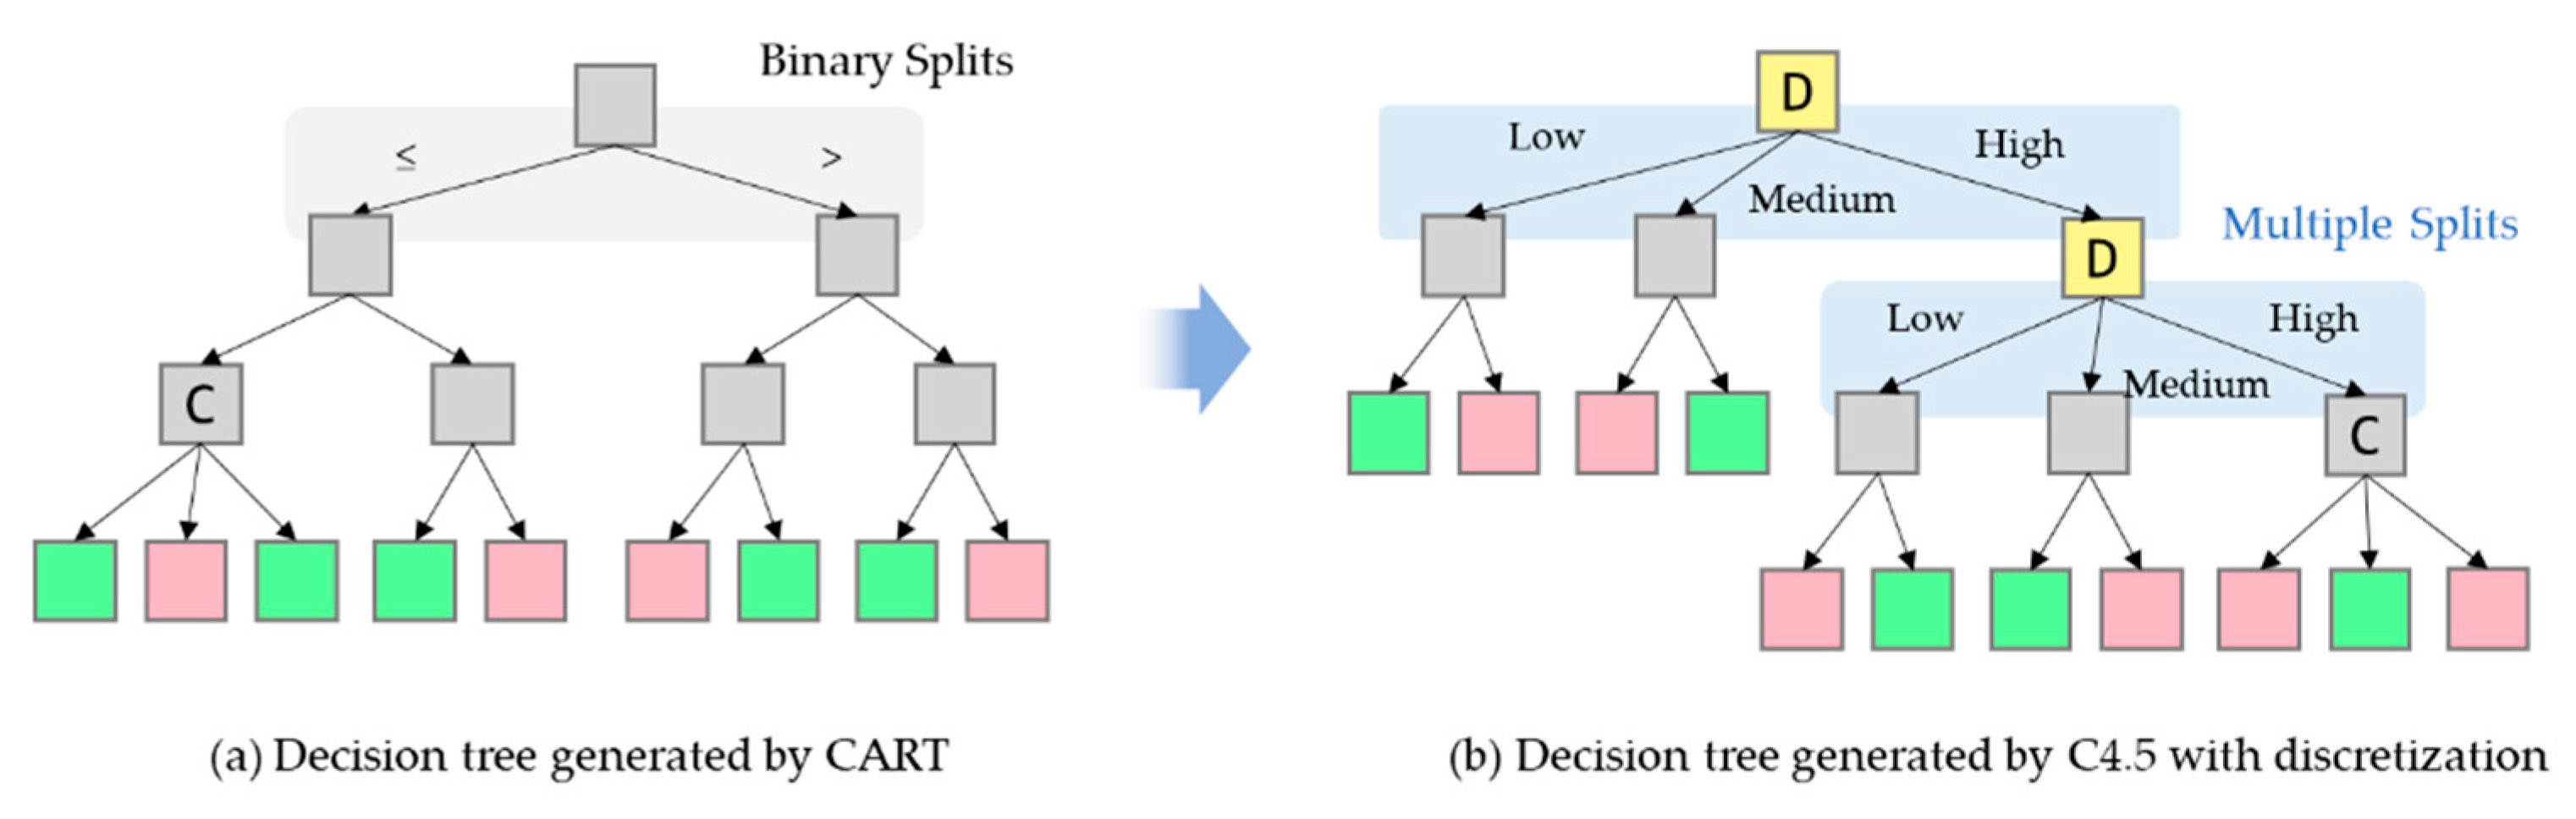 Binary Splits
≤
>
C
(a) Decision tree generated by CART
D
Low
High
Medium
Multiple Splits
D
Low
High
Medium
C
(b) Decision tree generated by C4.5 with discretization